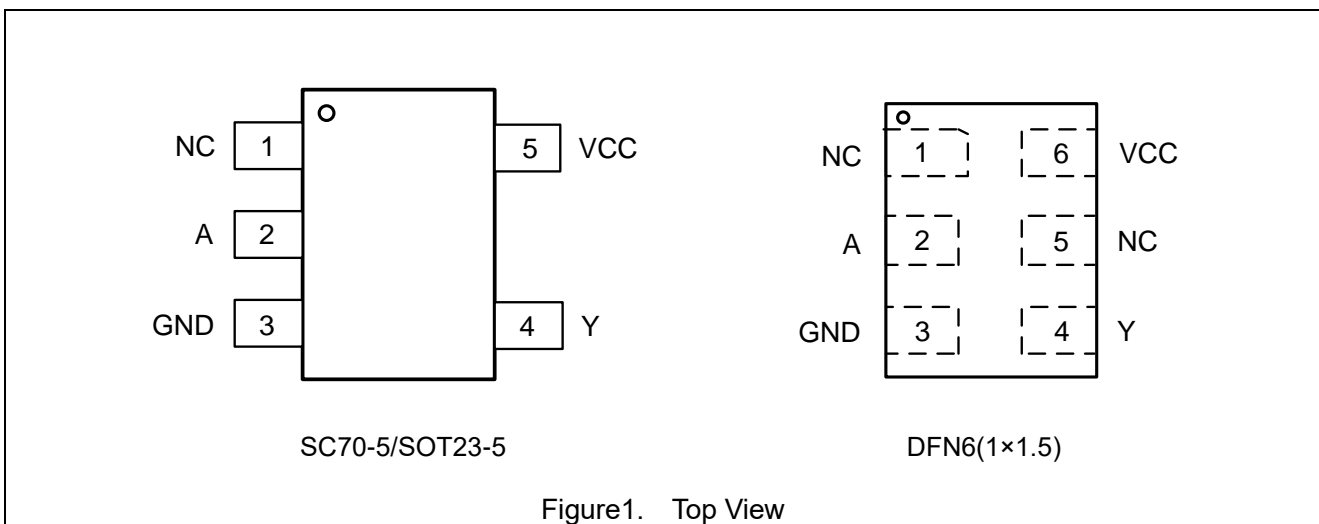 NC 1 5 VCC
A 2
GND 3 4 Y
SC70-5/SOT23-5
NC 1 6 VCC
A 2 5 NC
GND 3 4 Y
DFN6(1×1.5)
Figure1. Top View